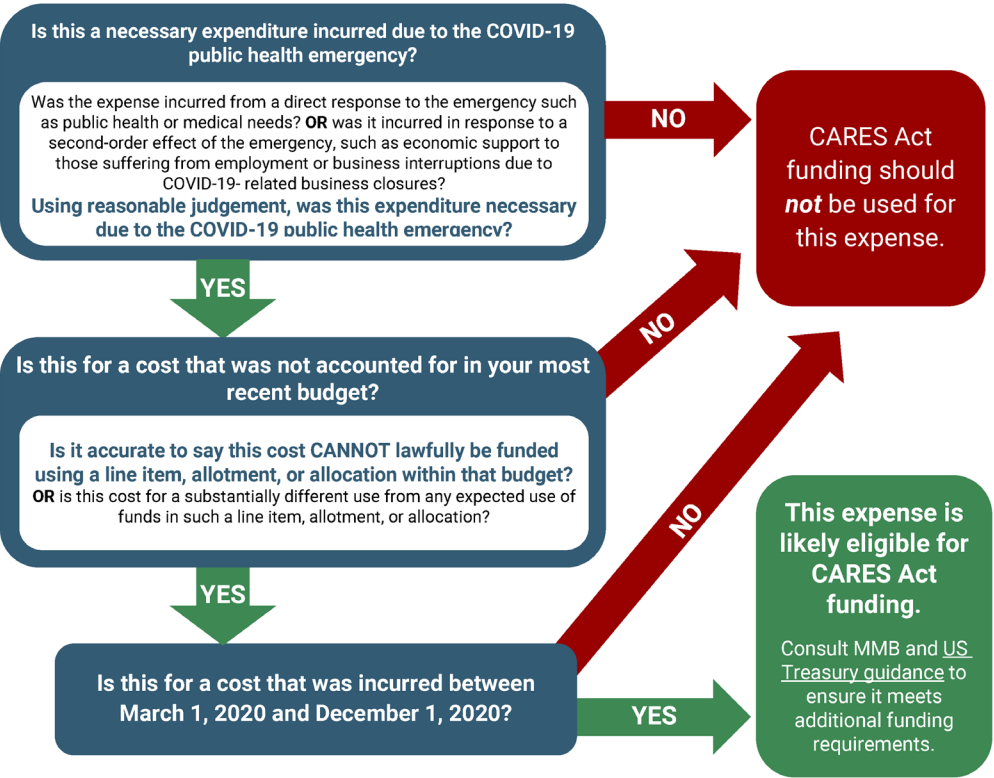 Is this a necessary expenditure incurred due to the COVID-19
public health emergency?
Was the expense incurred from a direct response to the emergency such
as public health or medical needs? OR was it incurred in response to a
second-order effect of the emergency, such as economic support to
those suffering from employment or business interruptions due to
COVID-19- related business closures?
Using reasonable judgement, was this expenditure necessary
due to the COVID-19 public health emergency?
NO
CARES Act
funding should
not be used for
this expense.
YES
Is this for a cost that was not accounted for in your most
recent budget?
Is it accurate to say this cost CANNOT lawfully be funded
using a line item, allotment, or allocation within that budget?
OR is this cost for a substantially different use from any expected use of
funds in such a line item, allotment, or allocation?
NO
YES
Is this for a cost that was incurred between
March 1, 2020 and December 1, 2020?
NO
YES
This expense is
likely eligible for
CARES Act
funding.
Consult MMB and US
Treasury guidance to
ensure it meets
additional funding
requirements.